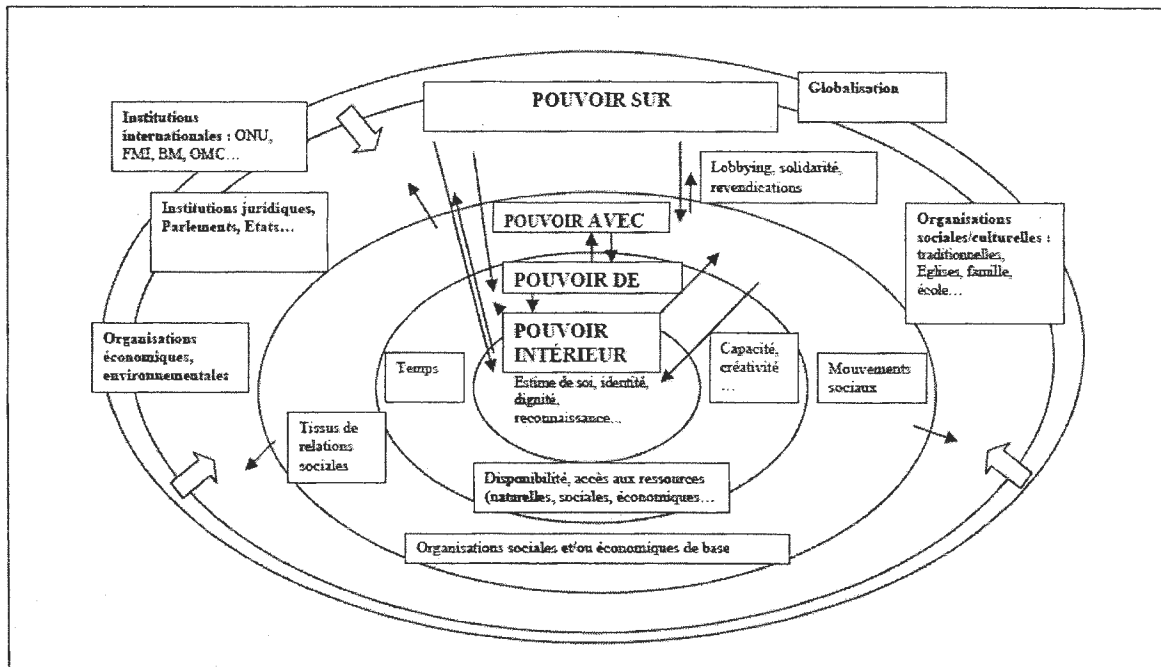 POUVOIR SUR
Globalisation
Institutions
internationales : ONU,
FMI, BM, OMC…
Lobbying, solidarité,
revendications
Institutions juridiques,
Parlements, Etats…
POUVOIR AVEC
Organisations
sociales/culturelles :
traditionnelles,
Eglises, famille,
école…
POUVOIR DE
POUVOIR
INTÉRIEUR
Organisations
économiques,
environnementales
Temps
Capacité,
créativité
…
Mouvements
sociaux
Estime de soi, identité,
dignité,
reconnaissance…
Tissus de
relations
sociales
Disponibilité, accès aux ressources
(naturelles, sociales, économiques…
Organisations sociales et/ou économiques de base